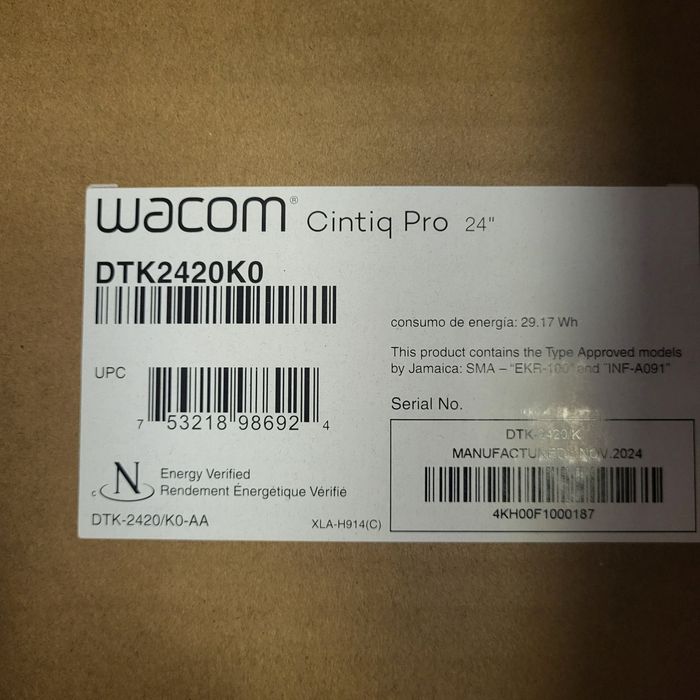 wacom® Cintiq Pro 24"
DTK2420K0
consumo de energía: 29.17 Wh
This product contains the Type Approved models
by Jamaica: SMA – "EKR-100" and "INF-A091"
UPC
7 53218 98692 4
Serial No.
DTK-2420/K
MANUFACTURED NOV.2024
4KH00F1000187
N
Energy Verified
Rendement Énergétique Vérifié
DTK-2420/K0-AA
XLA-H914(C)